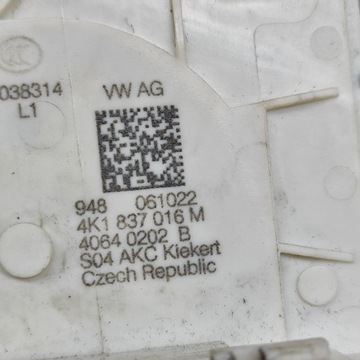 038314 VW AG
L1
948 061022
4K1 837 016 M
4064 0202 B
S04 AKC Kiekert
Czech Republic